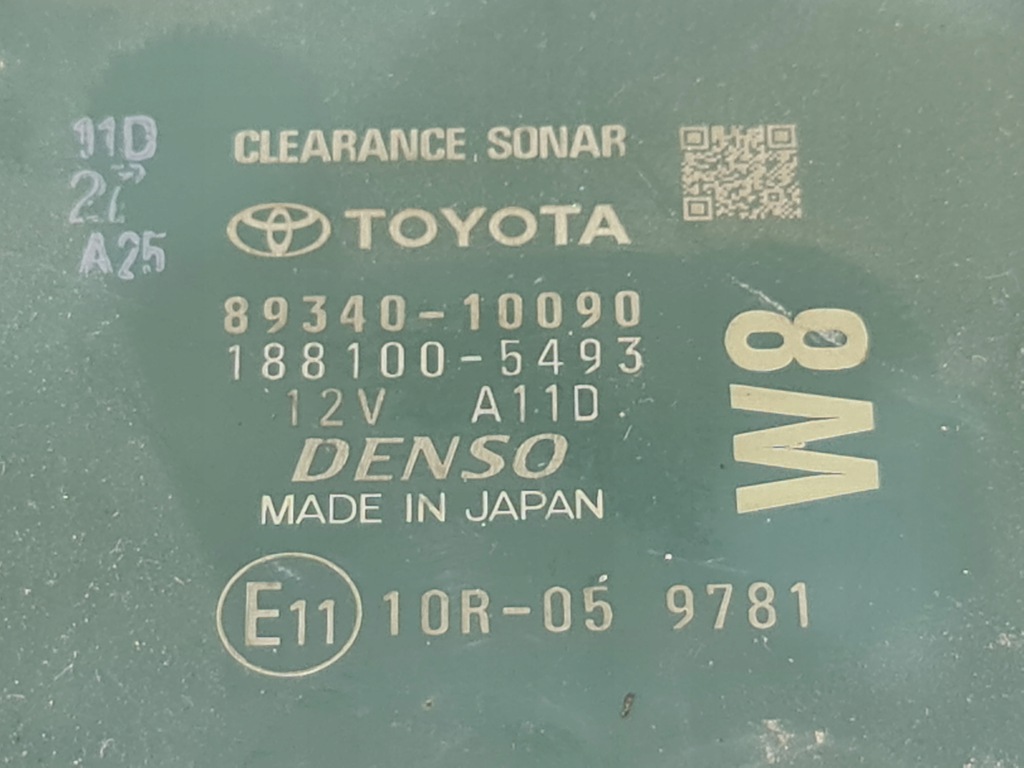 11D
A25
CLEARANCE SONAR
TOYOTA
89340-10090
188100-5493
12V A11D
DENSO
MADE IN JAPAN
E11 10R-05 9781
W8